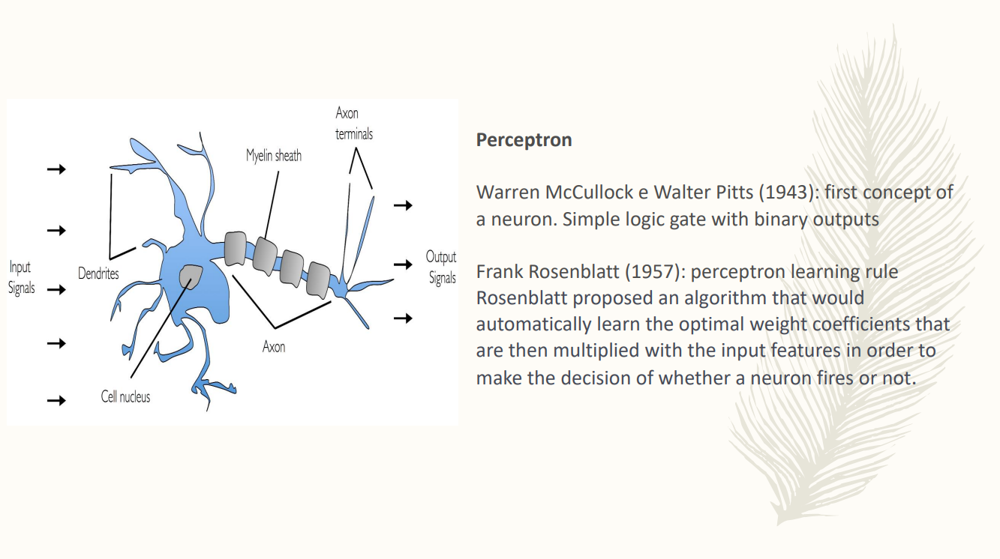 Axon
terminals
Myelin sheath
Input
Signals
Dendrites
Output
Signals
Axon
Cell nucleus
Perceptron
Warren McCullock e Walter Pitts (1943): first concept of
a neuron. Simple logic gate with binary outputs
Frank Rosenblatt (1957): perceptron learning rule
Rosenblatt proposed an algorithm that would
automatically learn the optimal weight coefficients that
are then multiplied with the input features in order to
make the decision of whether a neuron fires or not.